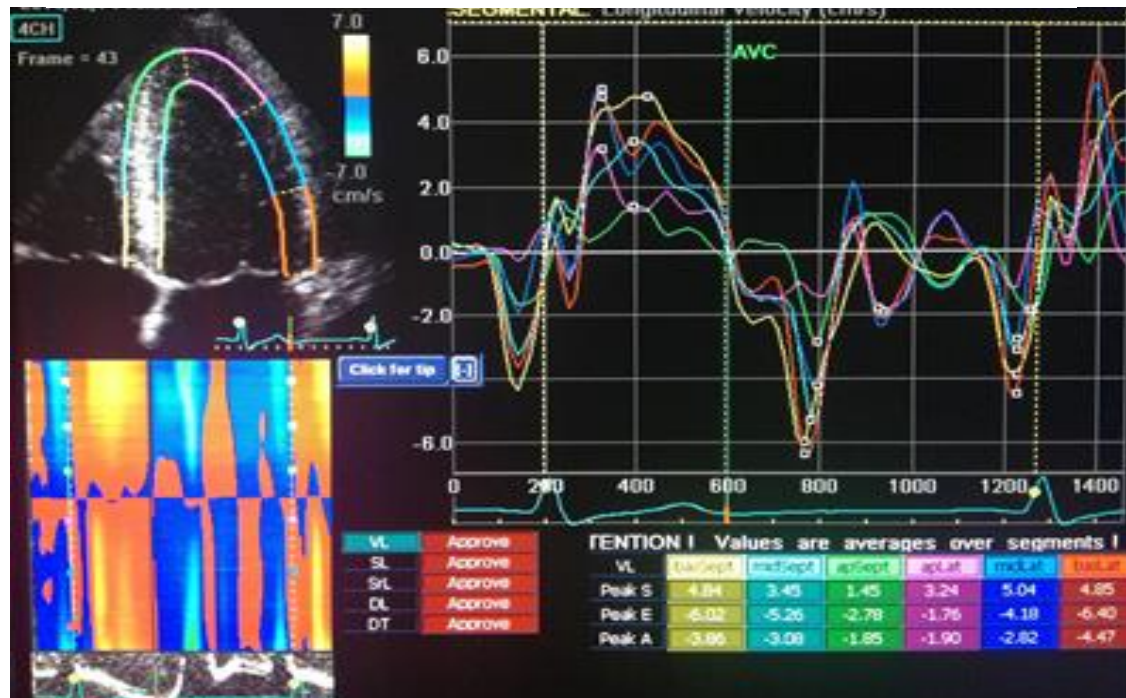 SEGMENTAL Longitudinal Velocity (cm/s)
4CH
Frame = 43
7.0
-7.0
cm/s
AVC
6.0
4.0
2.0
0.0
-2.0
-6.0
0 200 400 600 800 1000 1200 1400
Click for tip [-]
VL Approve
SL Approve
SrL Approve
DL Approve
DT Approve
TENTION ! Values are averages over segments !
VL basSept midSept apSept apLat midLat basLat
Peak S 4.84 3.45 1.45 3.24 5.04 4.85
Peak E -6.02 -5.26 -2.78 -1.76 -4.18 -6.40
Peak A -3.86 -3.08 -1.85 -1.90 -2.82 -4.47